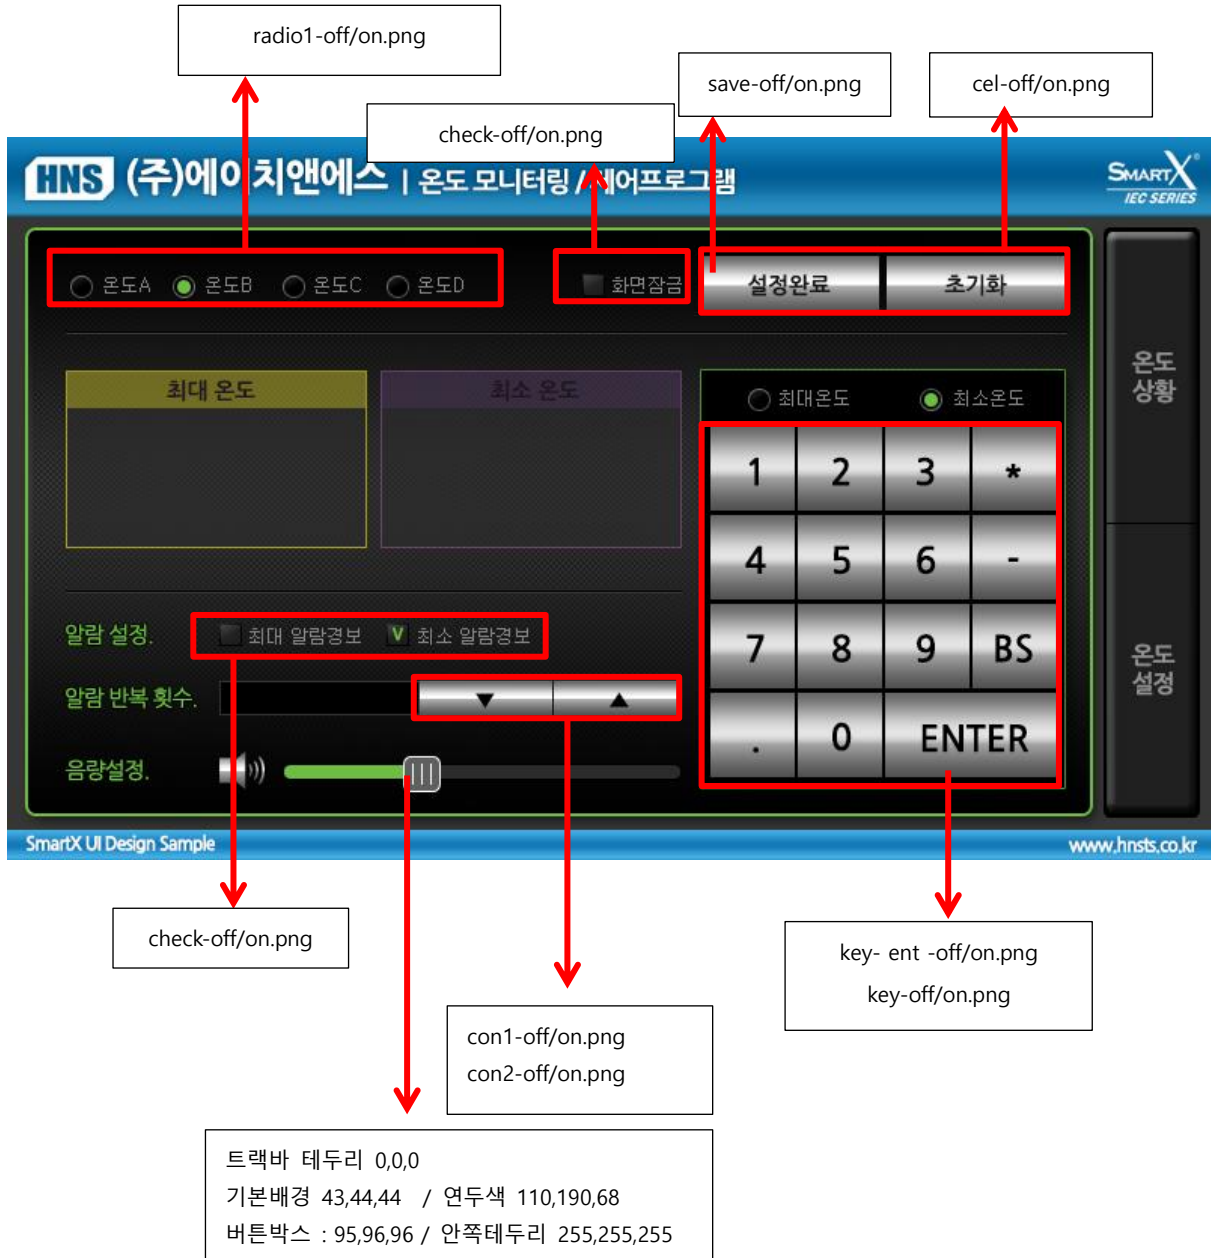 radio1-off/on.png
save-off/on.png
cel-off/on.png
check-off/on.png
HNS (주)에이치앤에스 | 온도 모니터링 / 제어프로그램
SMARTX
IEC SERIES
온도A 온도B 온도C 온도D
화면잠금
설정완료
초기화
온도
상황
최대 온도
최소 온도
최대온도
최소온도
1 2 3 *
4 5 6 -
7 8 9 BS
. 0 ENTER
온도
설정
알람 설정.
최대 알람경보
V 최소 알람경보
알람 반복 횟수.
▼ ▲
음량설정.
SmartX UI Design Sample
www.hnsts.co.kr
check-off/on.png
key- ent -off/on.png
key-off/on.png
con1-off/on.png
con2-off/on.png
트랙바 테두리 0,0,0
기본배경 43,44,44 / 연두색 110,190,68
버튼박스 : 95,96,96 / 안쪽테두리 255,255,255